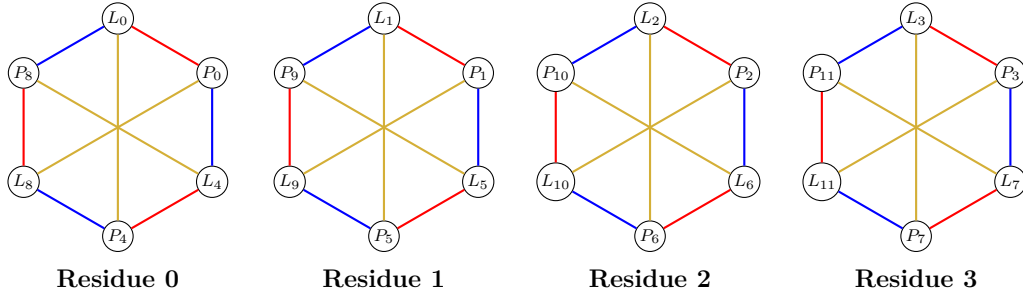 L0 L1 L2 L3
P8 P0 P9 P1 P10 P2 P11 P3
L8 L4 L9 L5 L10 L6 L11 L7
P4 P5 P6 P7
Residue 0 Residue 1 Residue 2 Residue 3